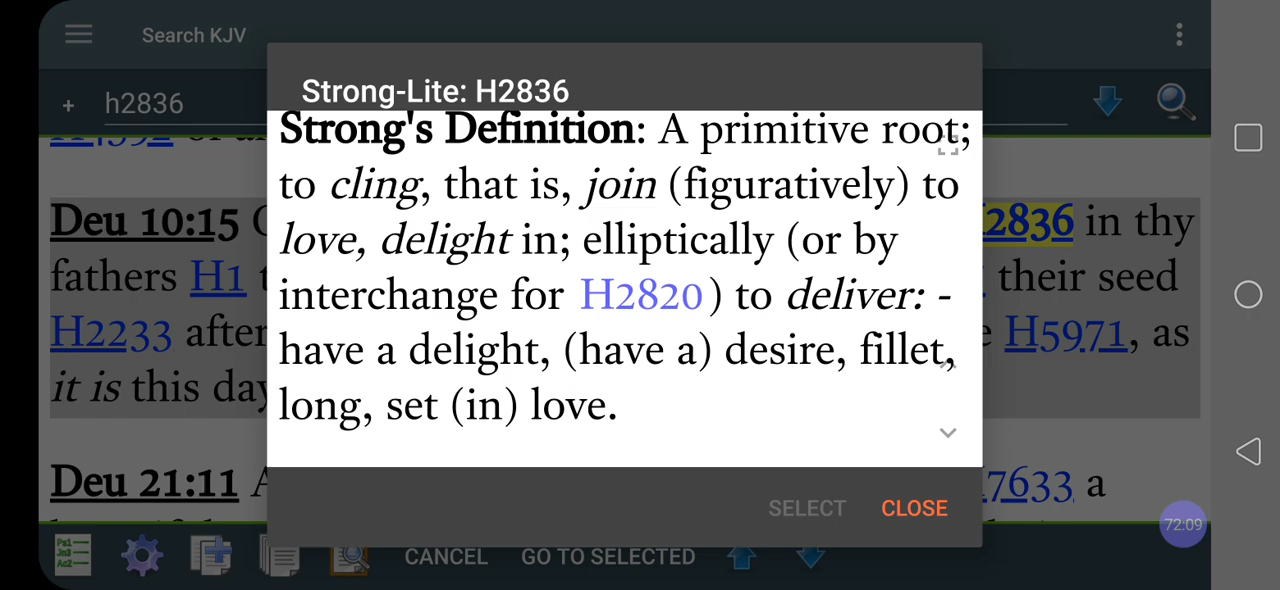 Search KJV
h2836
Strong-Lite: H2836
Strong's Definition: A primitive root;
to cling, that is, join (figuratively) to
love, delight in; elliptically (or by
interchange for H2820) to deliver: -
have a delight, (have a) desire, fillet,
long, set (in) love.
SELECT CLOSE
Deu 10:15 2836 in thy
fathers H1 their seed
H2233 after H5971, as
it is this day
Deu 21:11 7633 a
72:09
Ps1
Jn3
Ac2
CANCEL GO TO SELECTED